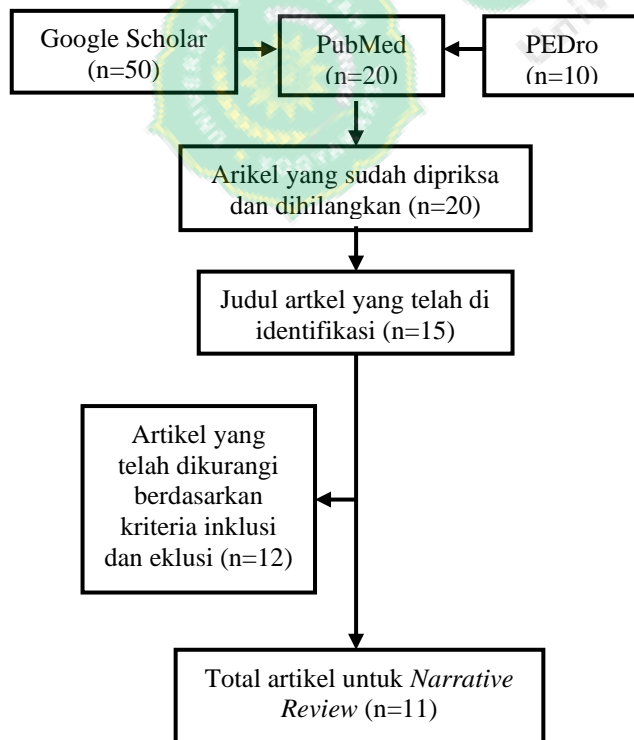 Google Scholar
(n=50)
PubMed
(n=20)
PEDro
(n=10)
Arikel yang sudah dipriksa
dan dihilangkan (n=20)
Judul artkel yang telah di
identifikasi (n=15)
Artikel yang
telah dikurangi
berdasarkan
kriteria inklusi
dan eklusi (n=12)
Total artikel untuk Narrative
Review (n=11)